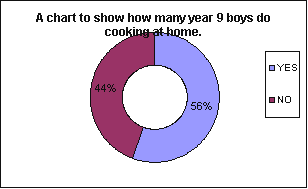 A chart to show how many year 9 boys do
cooking at home.
YES
44%
56%
NO